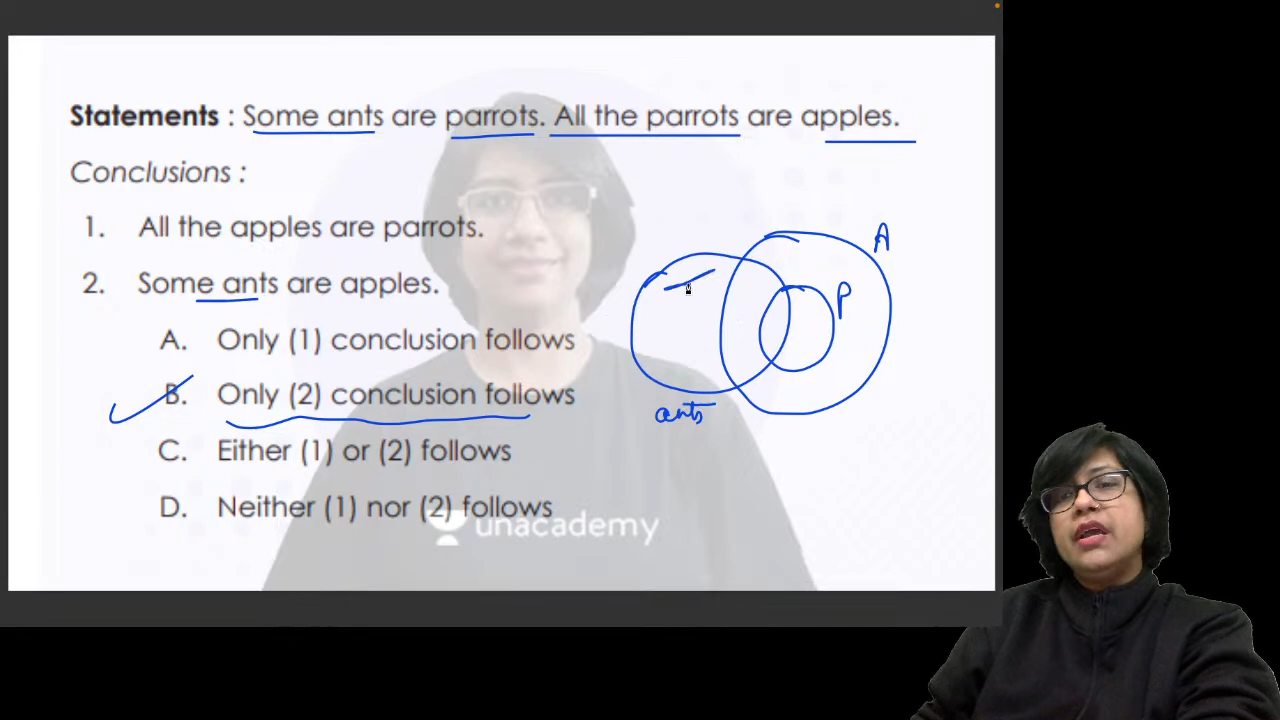 Statements : Some ants are parrots. All the parrots are apples.
Conclusions :
1. All the apples are parrots.
2. Some ants are apples.
A. Only (1) conclusion follows
B. Only (2) conclusion follows
C. Either (1) or (2) follows
D. Neither (1) nor (2) follows
A
P
ants
unacademy